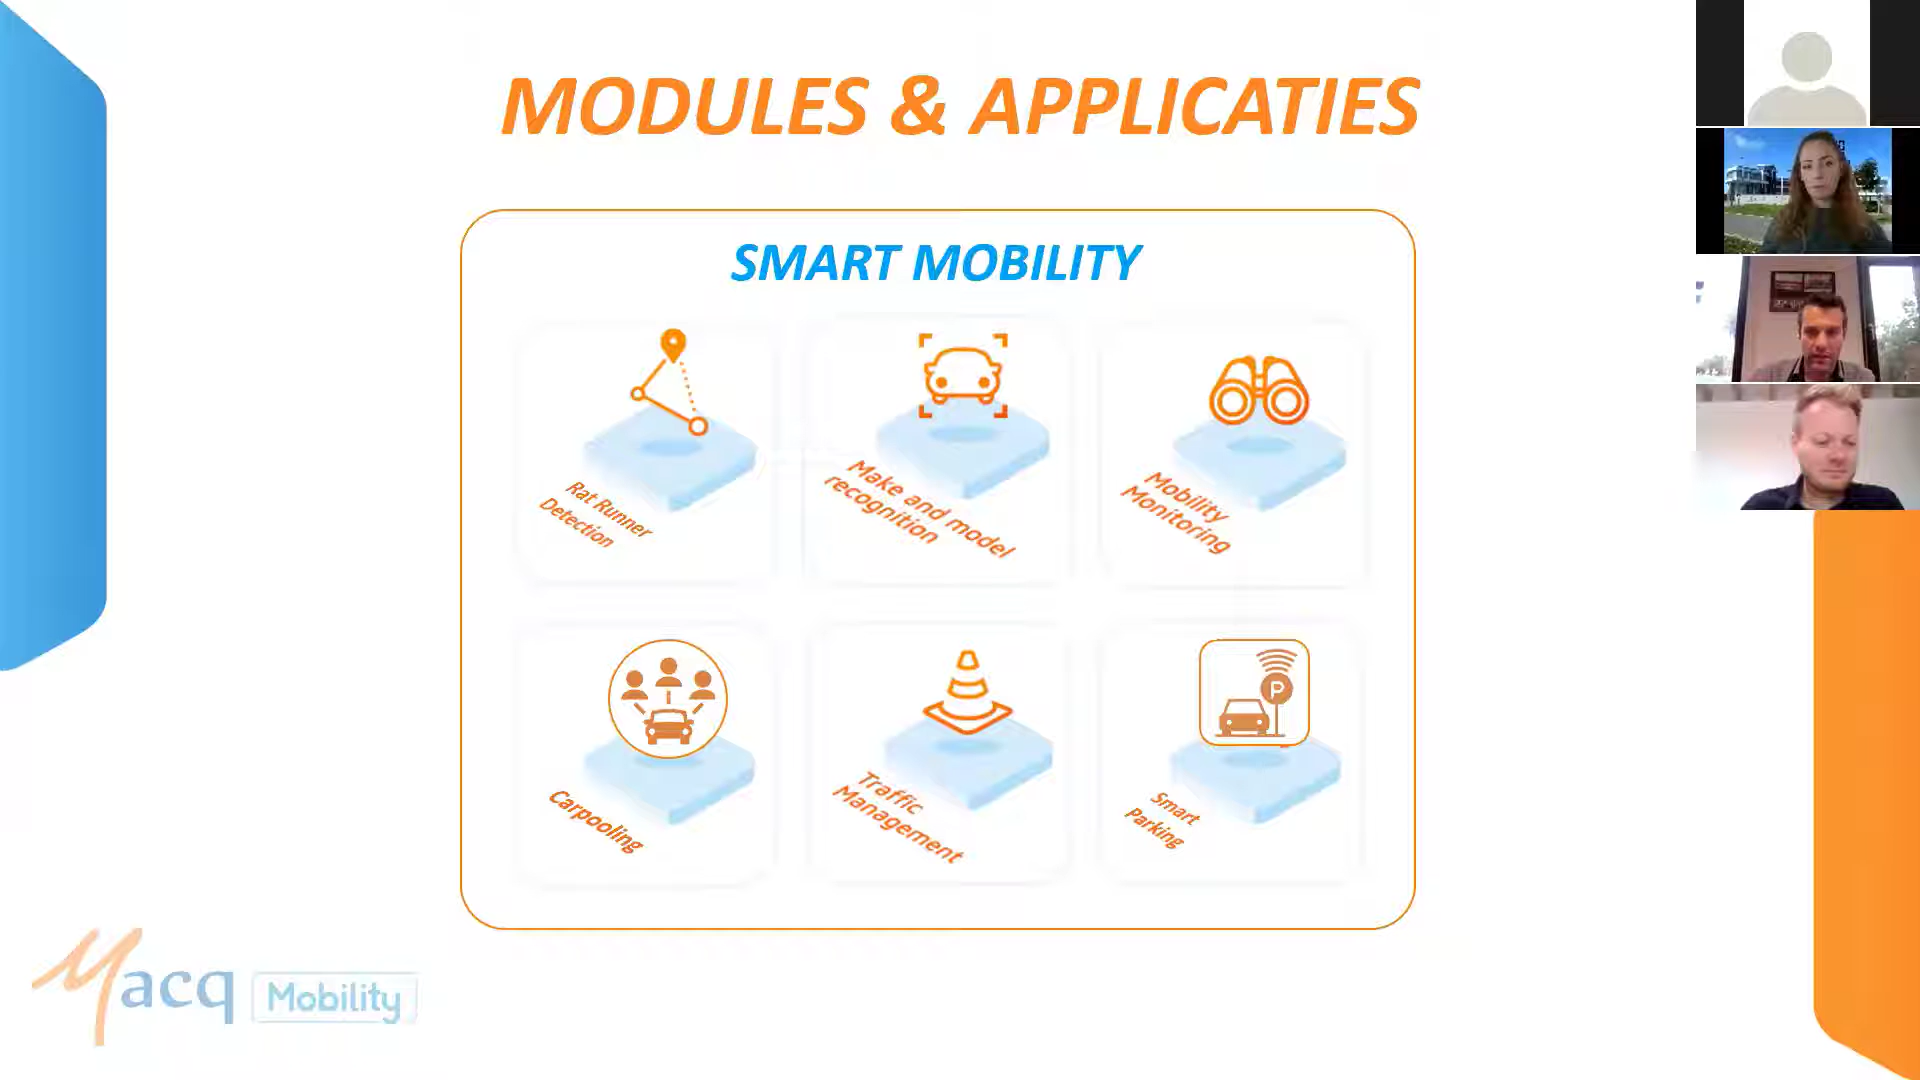 MODULES & APPLICATIES
SMART MOBILITY
Rat Runner
Detection
Make and model
recognition
Mobility
Monitoring
Carpooling
Traffic
Management
P
Smart
Parking
Macq Mobility